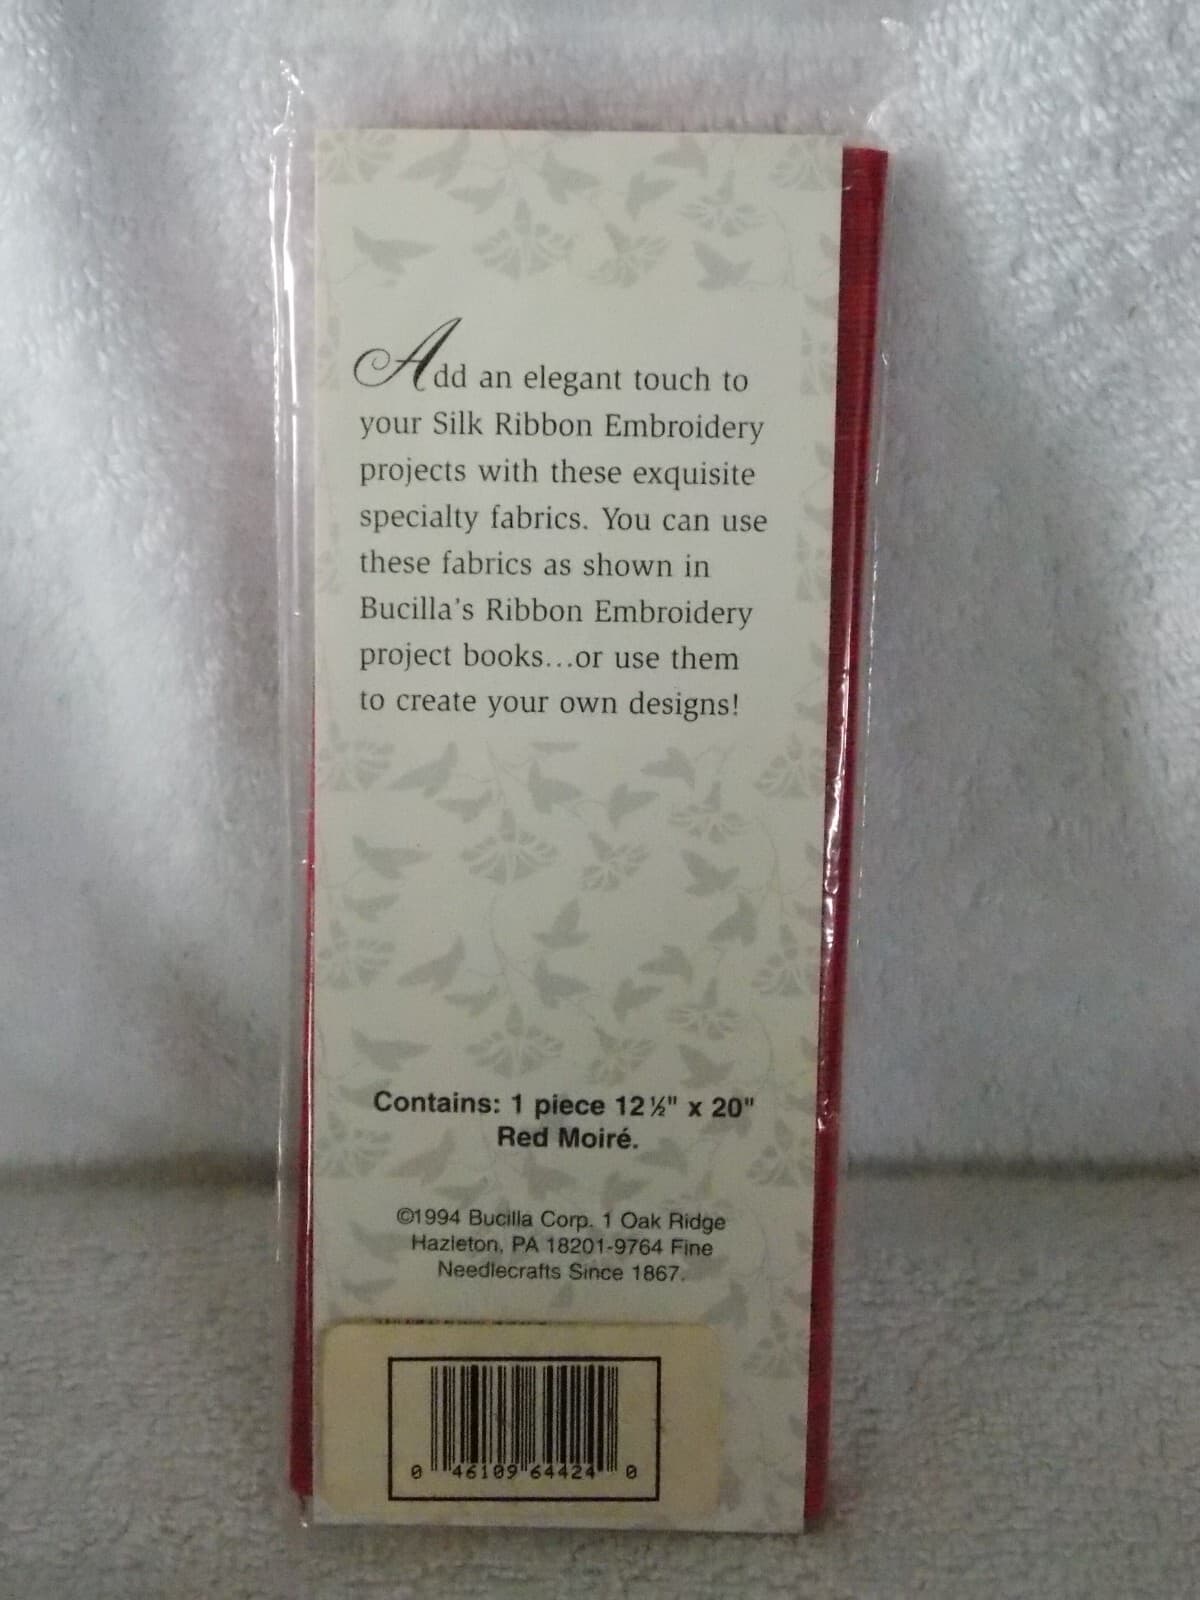 Add an elegant touch to
your Silk Ribbon Embroidery
projects with these exquisite
specialty fabrics. You can use
these fabrics as shown in
Bucilla's Ribbon Embroidery
project books...or use them
to create your own designs!
Contains: 1 piece 12½" x 20"
Red Moiré.
©1994 Bucilla Corp. 1 Oak Ridge
Hazleton, PA 18201-9764 Fine
Needlecrafts Since 1867.
0 46109 64424 0